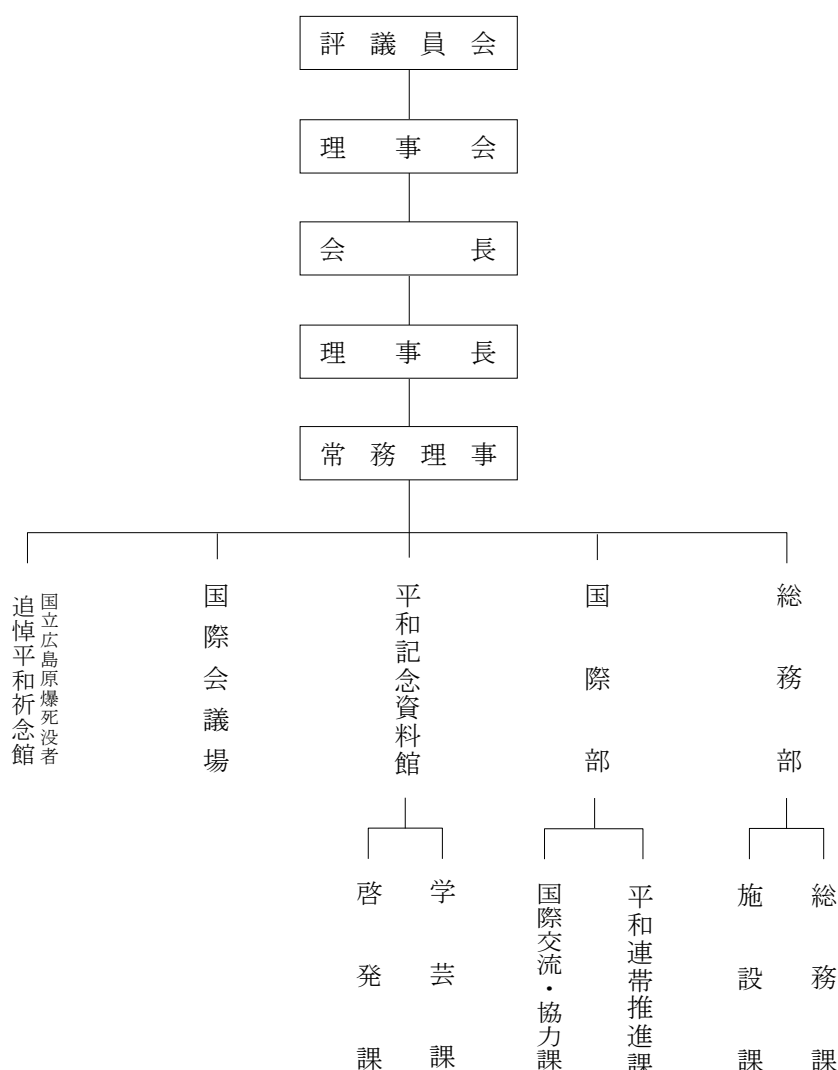 評議員会
理事会
会長
理事長
常務理事
総務部
国際部
平和記念資料館
国際会議場
国立広島原爆死没者
追悼平和祈念館
総務課
施設課
平和連帯推進課
国際交流・協力課
学芸課
啓発課